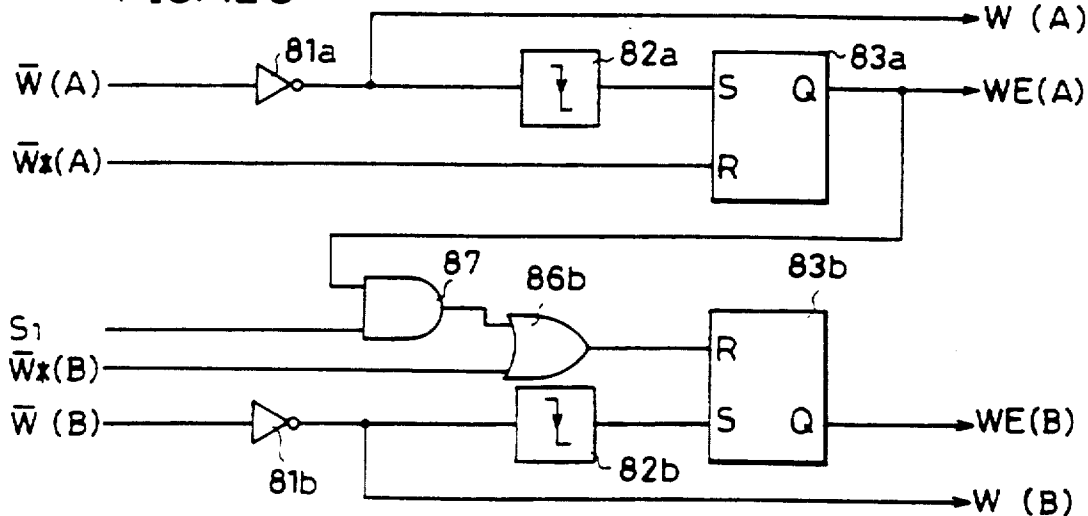 W (A)
81a
82a
83a
W̅ (A)
S Q
WE(A)
W̅*(A)
R
87
86b
83b
S1
R
W̅*(B)
W̅ (B)
S Q
WE(B)
81b
82b
W (B)